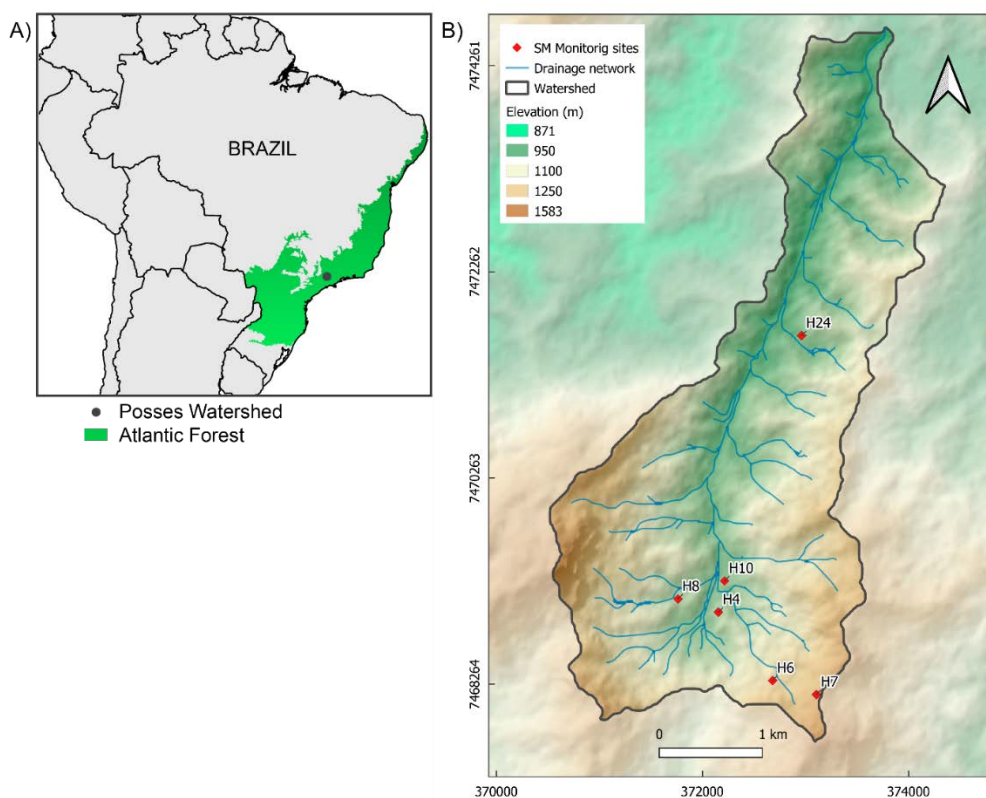 A)
BRAZIL
Posses Watershed
Atlantic Forest
B)
SM Monitorig sites
Drainage network
Watershed
Elevation (m)
871
950
1100
1250
1583
7474261
7472262
7470263
7468264
H24
H10
H8
H4
H6
H7
0 1 km
370000 372000 374000